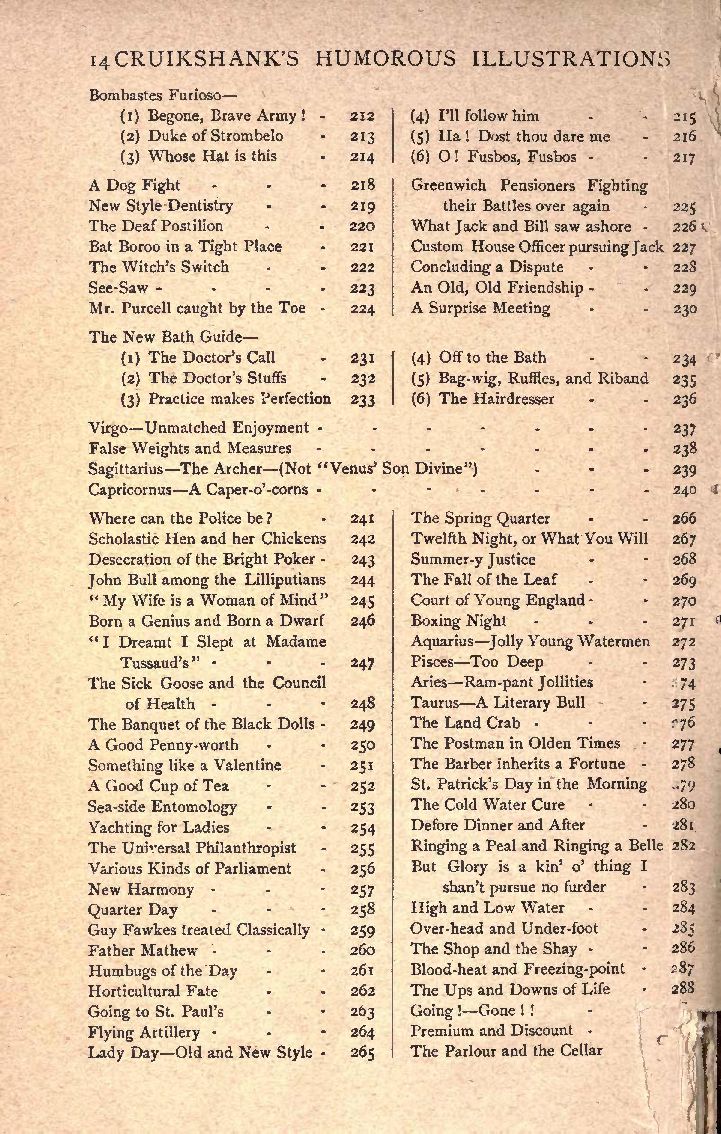 14 CRUIKSHANK'S HUMOROUS ILLUSTRATIONS
Bombastes Furioso—
(1) Begone, Brave Army! - 212
(2) Duke of Strombelo - 213
(3) Whose Hat is this - 214
(4) I'll follow him - - 215
(5) Ha! Dost thou dare me - 216
(6) O! Fusbos, Fusbos - - 217
A Dog Fight - - - 218
New Style Dentistry - - 219
The Deaf Postilion - - 220
Bat Boroo in a Tight Place - 221
The Witch's Switch - - 222
See-Saw - - - - 223
Mr. Purcell caught by the Toe - 224
Greenwich Pensioners Fighting
their Battles over again - 225
What Jack and Bill saw ashore - 226
Custom House Officer pursuing Jack 227
Concluding a Dispute - - 228
An Old, Old Friendship - - 229
A Surprise Meeting - - 230
The New Bath Guide—
(1) The Doctor's Call - 231
(2) The Doctor's Stuffs - 232
(3) Practice makes Perfection 233
(4) Off to the Bath - - 234
(5) Bag-wig, Ruffles, and Riband 235
(6) The Hairdresser - - 236
Virgo—Unmatched Enjoyment - - - - - - - 237
False Weights and Measures - - - - - - - 238
Sagittarius—The Archer—(Not "Venus' Son Divine") - - - 239
Capricornus—A Caper-o'-corns - - - - - - - 240
Where can the Police be? - 241
Scholastic Hen and her Chickens 242
Desecration of the Bright Poker - 243
John Bull among the Lilliputians 244
"My Wife is a Woman of Mind" 245
Born a Genius and Born a Dwarf 246
"I Dreamt I Slept at Madame
Tussaud's" - - - 247
The Sick Goose and the Council
of Health - - - 248
The Banquet of the Black Dolls - 249
A Good Penny-worth - - 250
Something like a Valentine - 251
A Good Cup of Tea - - 252
Sea-side Entomology - - 253
Yachting for Ladies - - 254
The Universal Philanthropist - 255
Various Kinds of Parliament - 256
New Harmony - - - 257
Quarter Day - - - 258
Guy Fawkes treated Classically - 259
Father Mathew - - - 260
Humbugs of the Day - - 261
Horticultural Fate - - 262
Going to St. Paul's - - 263
Flying Artillery - - - 264
Lady Day—Old and New Style - 265
The Spring Quarter - - 266
Twelfth Night, or What You Will 267
Summer-y Justice - - 268
The Fall of the Leaf - - 269
Court of Young England - - 270
Boxing Night - - - 271
Aquarius—Jolly Young Watermen 272
Pisces—Too Deep - - 273
Aries—Ram-pant Jollities - 74
Taurus—A Literary Bull - - 275
The Land Crab - - - 76
The Postman in Olden Times - 277
The Barber inherits a Fortune - 278
St. Patrick's Day in the Morning 79
The Cold Water Cure - - 280
Before Dinner and After - 281
Ringing a Peal and Ringing a Belle 282
But Glory is a kin' o' thing I
shan't pursue no furder - 283
High and Low Water - - 284
Over-head and Under-foot - 285
The Shop and the Shay - - 286
Blood-heat and Freezing-point - 287
The Ups and Downs of Life - 288
Going!—Gone!! -
Premium and Discount -
The Parlour and the Cellar